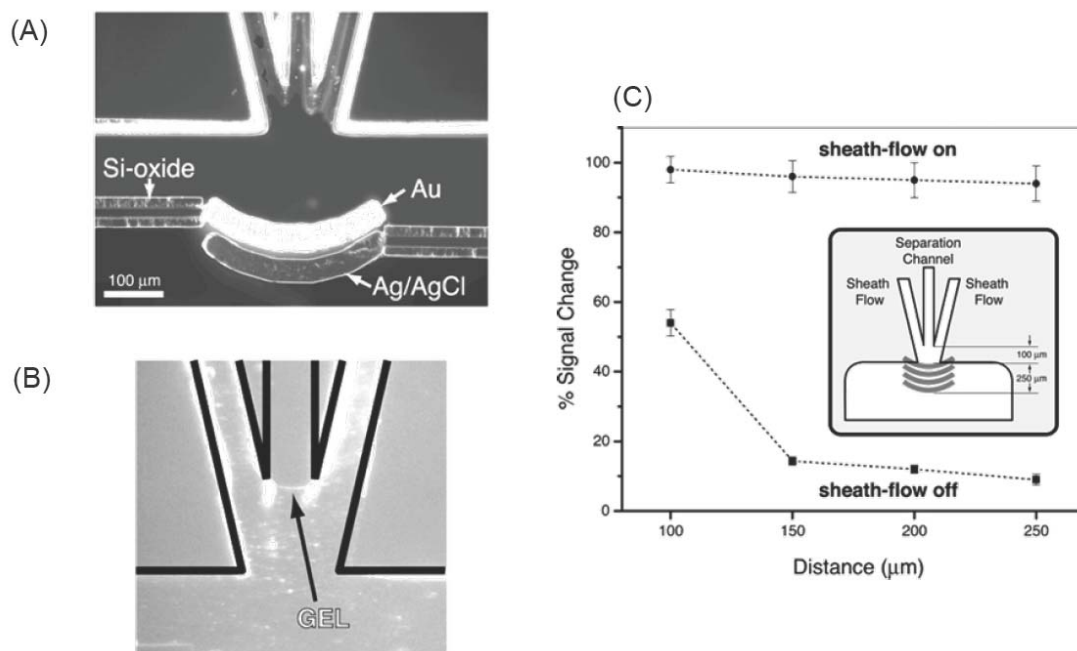 (A)
Si-oxide
Au
100 μm
Ag/AgCl
(B)
GEL
(C)
% Signal Change
100
80
60
40
20
0
sheath-flow on
Separation
Channel
Sheath
Flow
Sheath
Flow
100 μm
250 μm
sheath-flow off
100
150
200
250
Distance (μm)